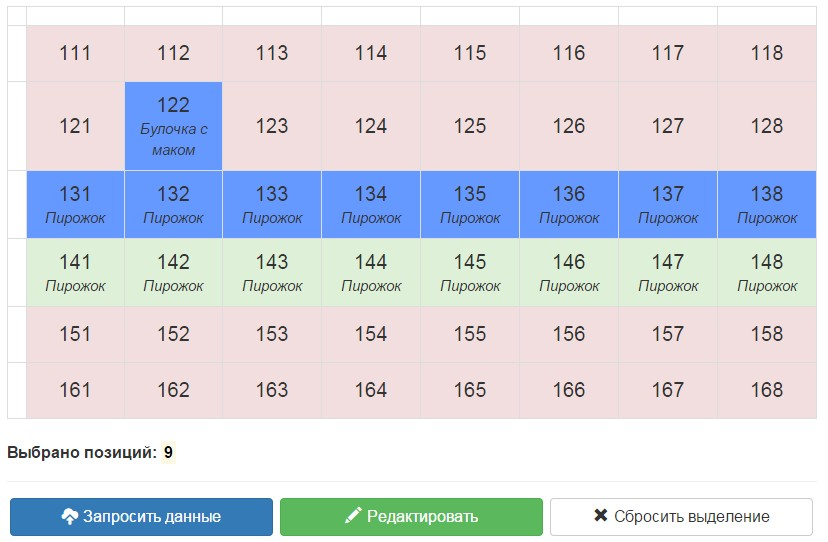 111 112 113 114 115 116 117 118
121 122 123 124 125 126 127 128
Булочка с
маком
131 132 133 134 135 136 137 138
Пирожок Пирожок Пирожок Пирожок Пирожок Пирожок Пирожок Пирожок
141 142 143 144 145 146 147 148
Пирожок Пирожок Пирожок Пирожок Пирожок Пирожок Пирожок Пирожок
151 152 153 154 155 156 157 158
161 162 163 164 165 166 167 168
Выбрано позиций: 9
Запросить данные Редактировать Сбросить выделение